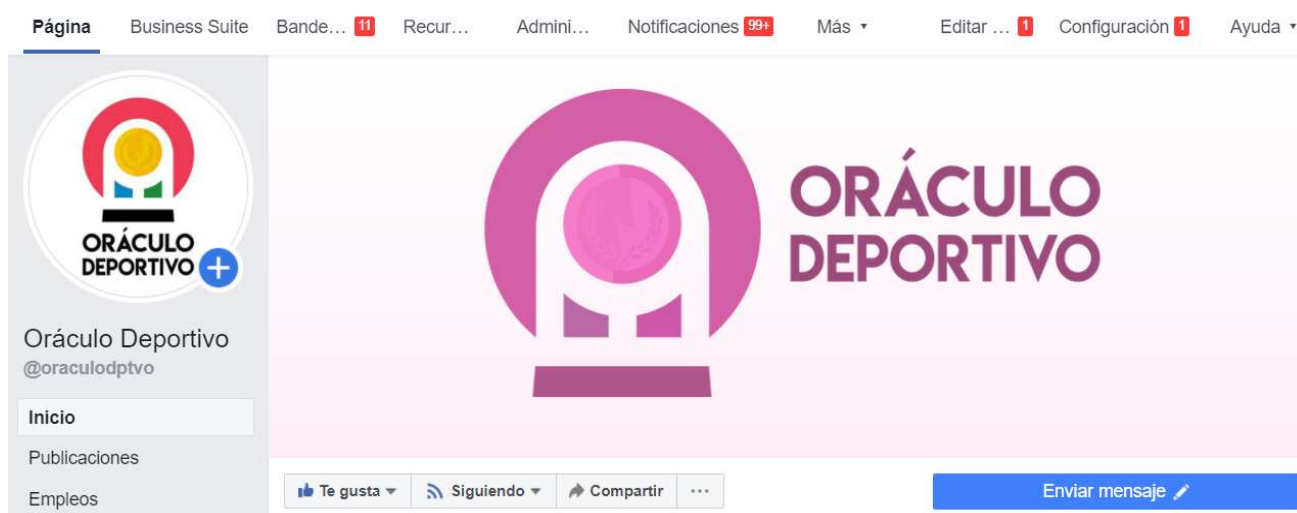 Página Business Suite Bande... 11 Recur... Admini... Notificaciones 99+ Más Editar ... 1 Configuración 1 Ayuda
ORÁCULO
DEPORTIVO
Oráculo Deportivo
@oraculodptvo
Inicio
Publicaciones
Empleos
ORÁCULO
DEPORTIVO
Te gusta Siguiendo Compartir ...
Enviar mensaje